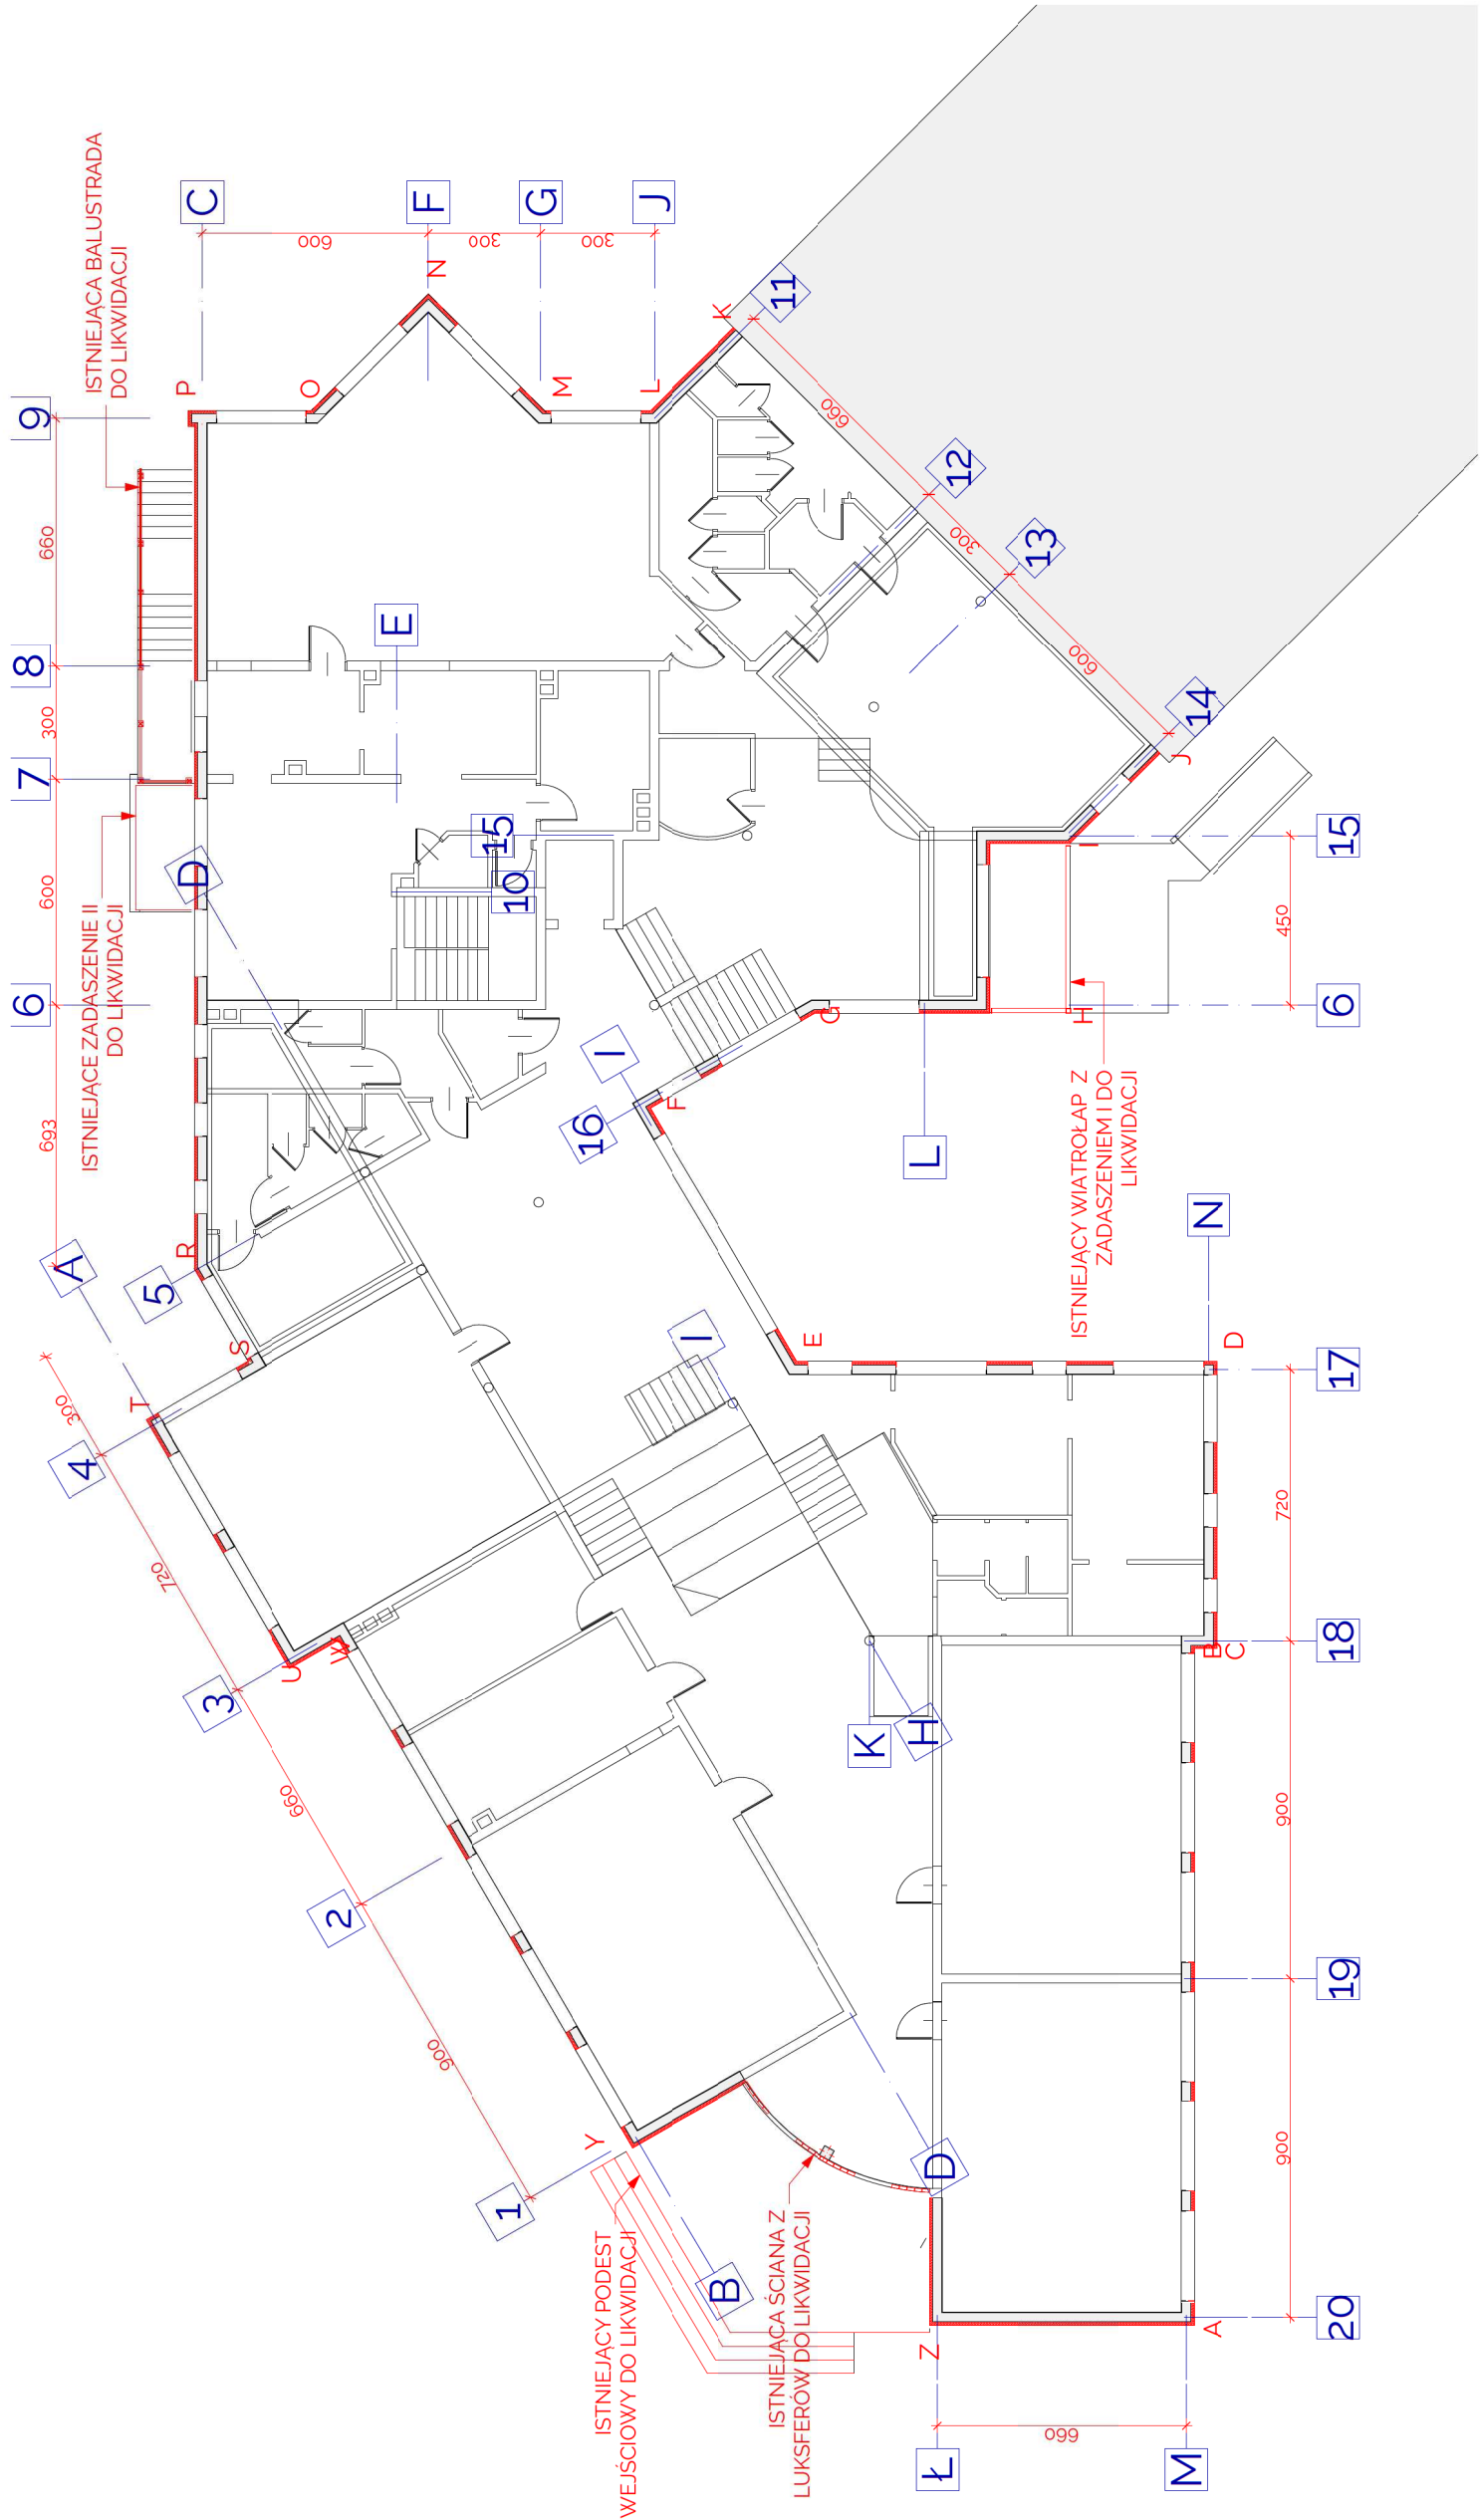 ISTNIEJĄCA BALUSTRADA
DO LIKWIDACJI
C
F
G
J
600
300
300
N
P
O
M
L
K
11
9
8
7
6
660
300
600
693
E
12
13
14
660
300
600
J
15
10
D
ISTNIEJĄCE ZADASZENIE II
DO LIKWIDACJI
I
15
450
6
H
G
I
F
16
L
ISTNIEJĄCY WIATROŁAP Z
ZADASZENIEM I DO
LIKWIDACJI
N
R
A
5
S
T
4
300
720
I
E
D
17
720
18
B
C
U
W
3
K
H
660
2
900
900
19
900
Y
1
D
B
ISTNIEJĄCY PODEST
WEJŚCIOWY DO LIKWIDACJI
ISTNIEJĄCA ŚCIANA Z
LUKSFERÓW DO LIKWIDACJI
Z
A
20
660
Ł
M